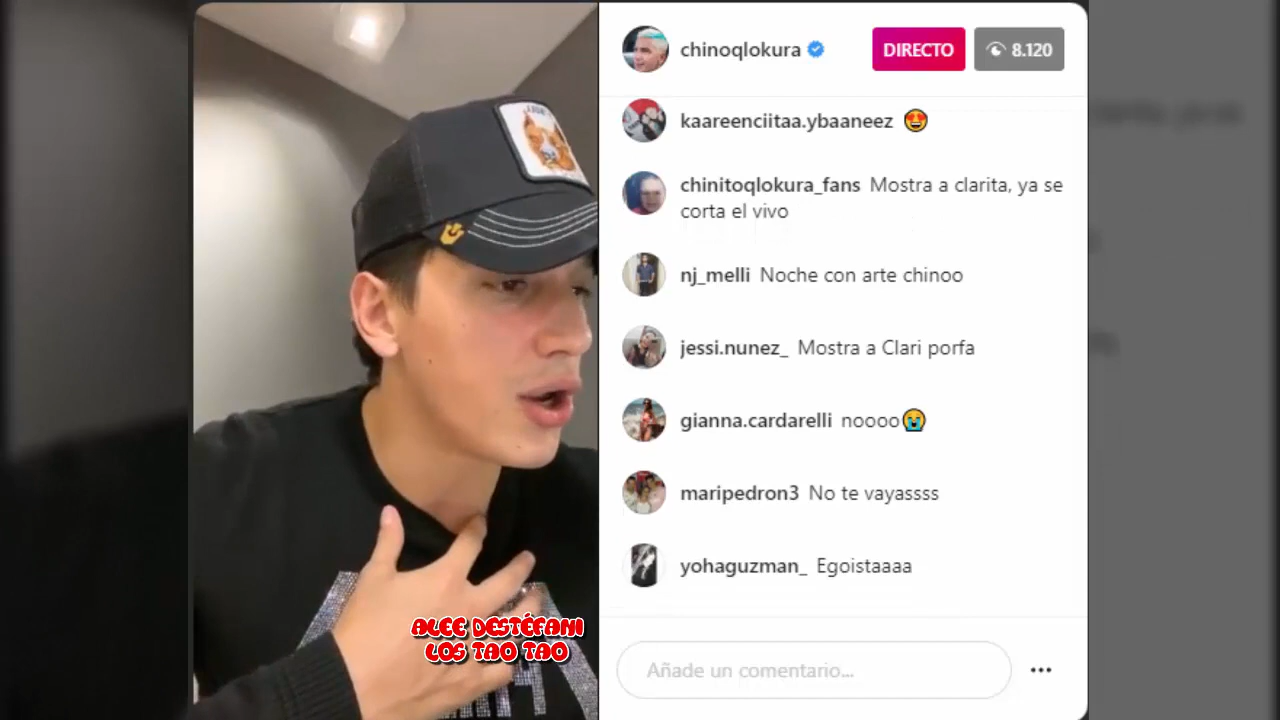 chinoqlokura
DIRECTO
8.120
kaareenciitaa.ybaaneez 😍
chinitoqlokura_fans Mostra a clarita, ya se
corta el vivo
nj_melli Noche con arte chinoo
jessi.nunez_ Mostra a Clari porfa
gianna.cardarelli noooo😭
maripedron3 No te vayassss
yohaguzman_ Egoistaaaa
Añade un comentario...
ALEE DESTÉFANI
LOS TAO TAO